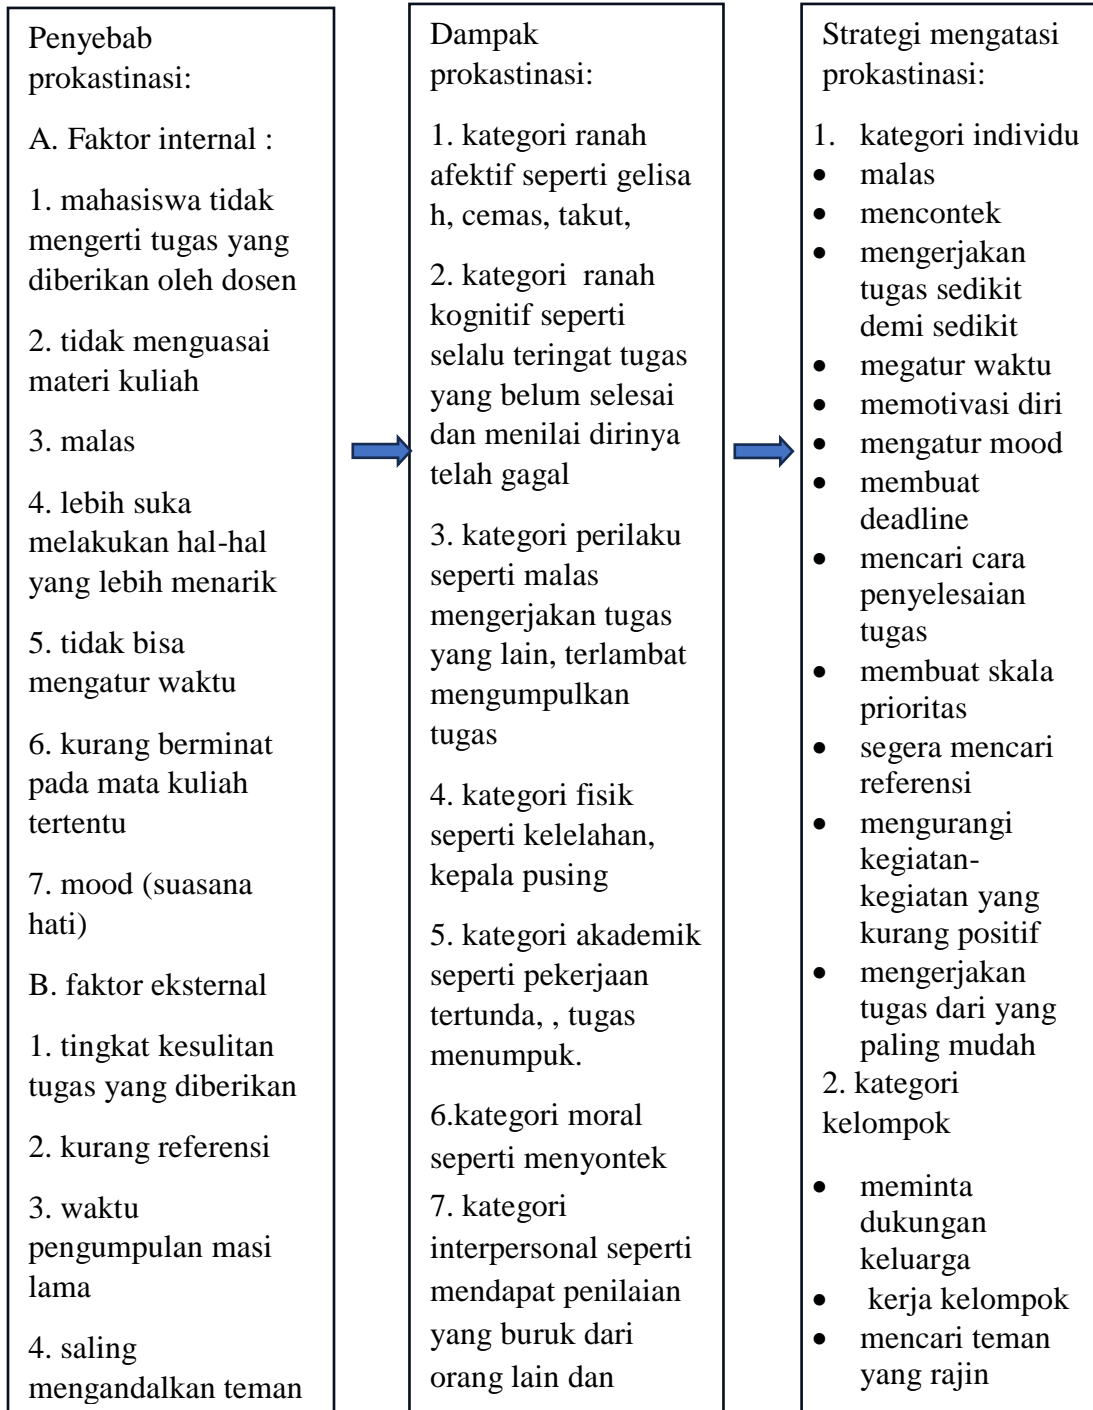 Penyebab
prokastinasi:
A. Faktor internal :
1. mahasiswa tidak
mengerti tugas yang
diberikan oleh dosen
2. tidak menguasai
materi kuliah
3. malas
4. lebih suka
melakukan hal-hal
yang lebih menarik
5. tidak bisa
mengatur waktu
6. kurang berminat
pada mata kuliah
tertentu
7. mood (suasana
hati)
B. faktor eksternal
1. tingkat kesulitan
tugas yang diberikan
2. kurang referensi
3. waktu
pengumpulan masi
lama
4. saling
mengandalkan teman
Dampak
prokastinasi:
1. kategori ranah
afektif seperti gelisa
h, cemas, takut,
2. kategori ranah
kognitif seperti
selalu teringat tugas
yang belum selesai
dan menilai dirinya
telah gagal
3. kategori perilaku
seperti malas
mengerjakan tugas
yang lain, terlambat
mengumpulkan
tugas
4. kategori fisik
seperti kelelahan,
kepala pusing
5. kategori akademik
seperti pekerjaan
tertunda, , tugas
menumpuk.
6.kategori moral
seperti menyontek
7. kategori
interpersonal seperti
mendapat penilaian
yang buruk dari
orang lain dan
Strategi mengatasi
prokastinasi:
1. kategori individu
• malas
• mencontek
• mengerjakan
tugas sedikit
demi sedikit
• megatur waktu
• memotivasi diri
• mengatur mood
• membuat
deadline
• mencari cara
penyelesaian
tugas
• membuat skala
prioritas
• segera mencari
referensi
• mengurangi
kegiatan-
kegiatan yang
kurang positif
• mengerjakan
tugas dari yang
paling mudah
2. kategori
kelompok
• meminta
dukungan
keluarga
• kerja kelompok
• mencari teman
yang rajin